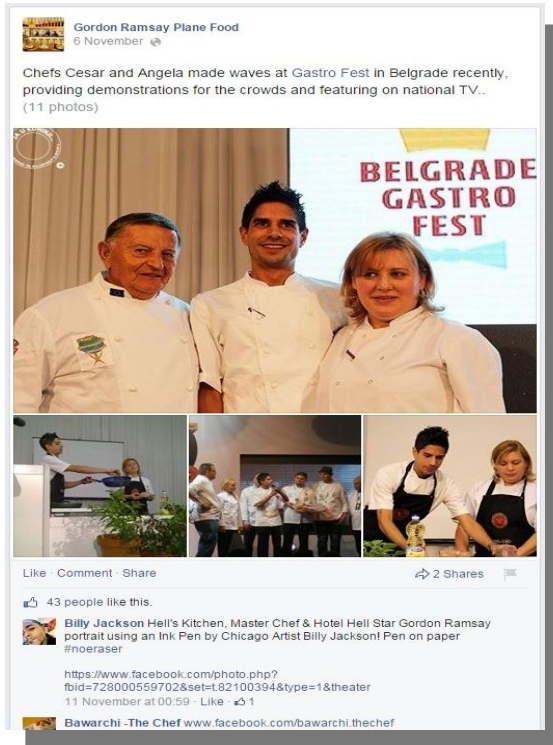 Gordon Ramsay Plane Food
6 November
Chefs Cesar and Angela made waves at Gastro Fest in Belgrade recently,
providing demonstrations for the crowds and featuring on national TV..
(11 photos)
BELGRADE
GASTRO
FEST
Like · Comment · Share
2 Shares
43 people like this.
Billy Jackson Hell's Kitchen, Master Chef & Hotel Hell Star Gordon Ramsay
portrait using an Ink Pen by Chicago Artist Billy Jackson! Pen on paper
#noeraser
https://www.facebook.com/photo.php?
fbid=728000559702&set=t.82100394&type=1&theater
11 November at 00:59 · Like · 1
Bawarchi -The Chef www.facebook.com/bawarchi.thechef